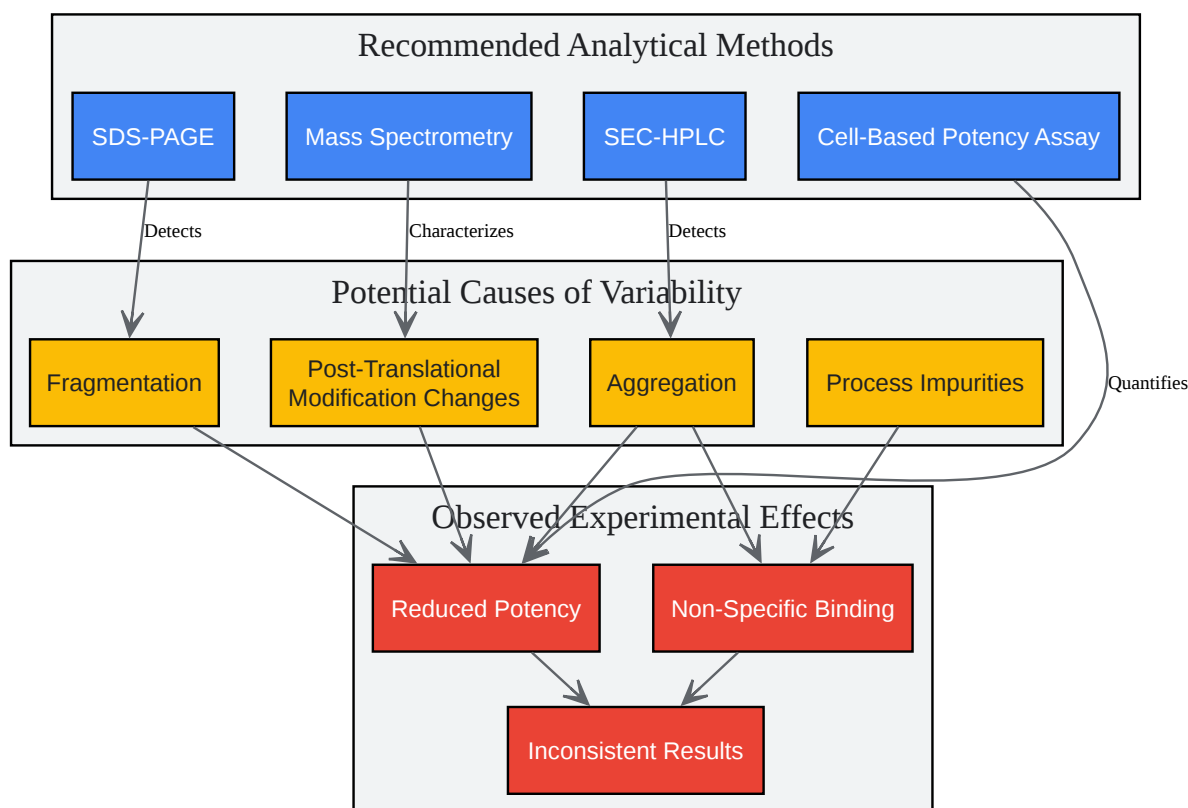 Recommended Analytical Methods
SDS-PAGE
Mass Spectrometry
SEC-HPLC
Cell-Based Potency Assay
Detects
Characterizes
Detects
Potential Causes of Variability
Fragmentation
Post-Translational
Modification Changes
Aggregation
Process Impurities
Quantifies
Observed Experimental Effects
Reduced Potency
Non-Specific Binding
Inconsistent Results